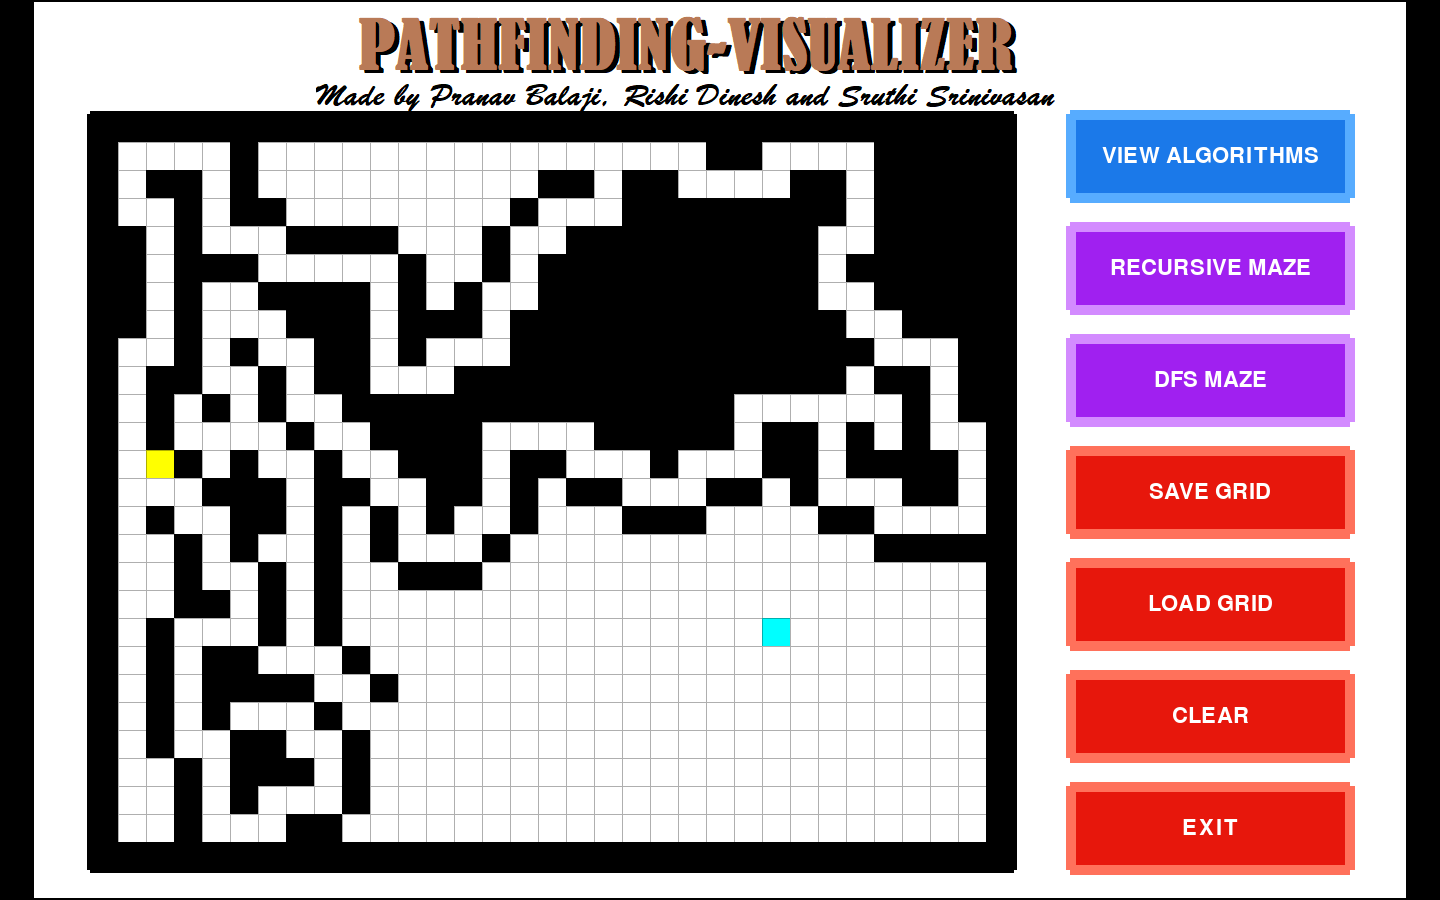 PATHFINDING-VISUALIZER
Made by Pranav Balaji, Rishi Dinesh and Sruthi Srinivasan
VIEW ALGORITHMS
RECURSIVE MAZE
DFS MAZE
SAVE GRID
LOAD GRID
CLEAR
EXIT